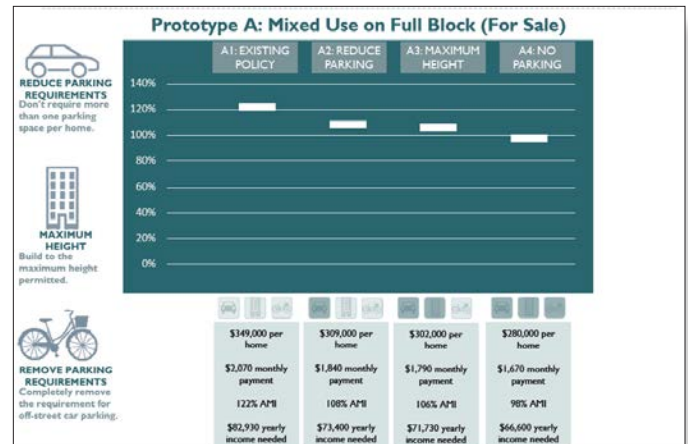 Prototype A: Mixed Use on Full Block (For Sale)
A1: EXISTING
POLICY
A2: REDUCE
PARKING
A3: MAXIMUM
HEIGHT
A4: NO
PARKING
140%
120%
100%
80%
60%
40%
20%
0%
REDUCE PARKING
REQUIREMENTS
Don't require more
than one parking
space per home.
MAXIMUM
HEIGHT
Build to the
maximum height
permitted.
REMOVE PARKING
REQUIREMENTS
Completely remove
the requirement for
off-street car parking.
$349,000 per
home
$2,070 monthly
payment
122% AMI
$82,930 yearly
income needed
$309,000 per
home
$1,840 monthly
payment
108% AMI
$73,400 yearly
income needed
$302,000 per
home
$1,790 monthly
payment
106% AMI
$71,730 yearly
income needed
$280,000 per
home
$1,670 monthly
payment
98% AMI
$66,600 yearly
income needed